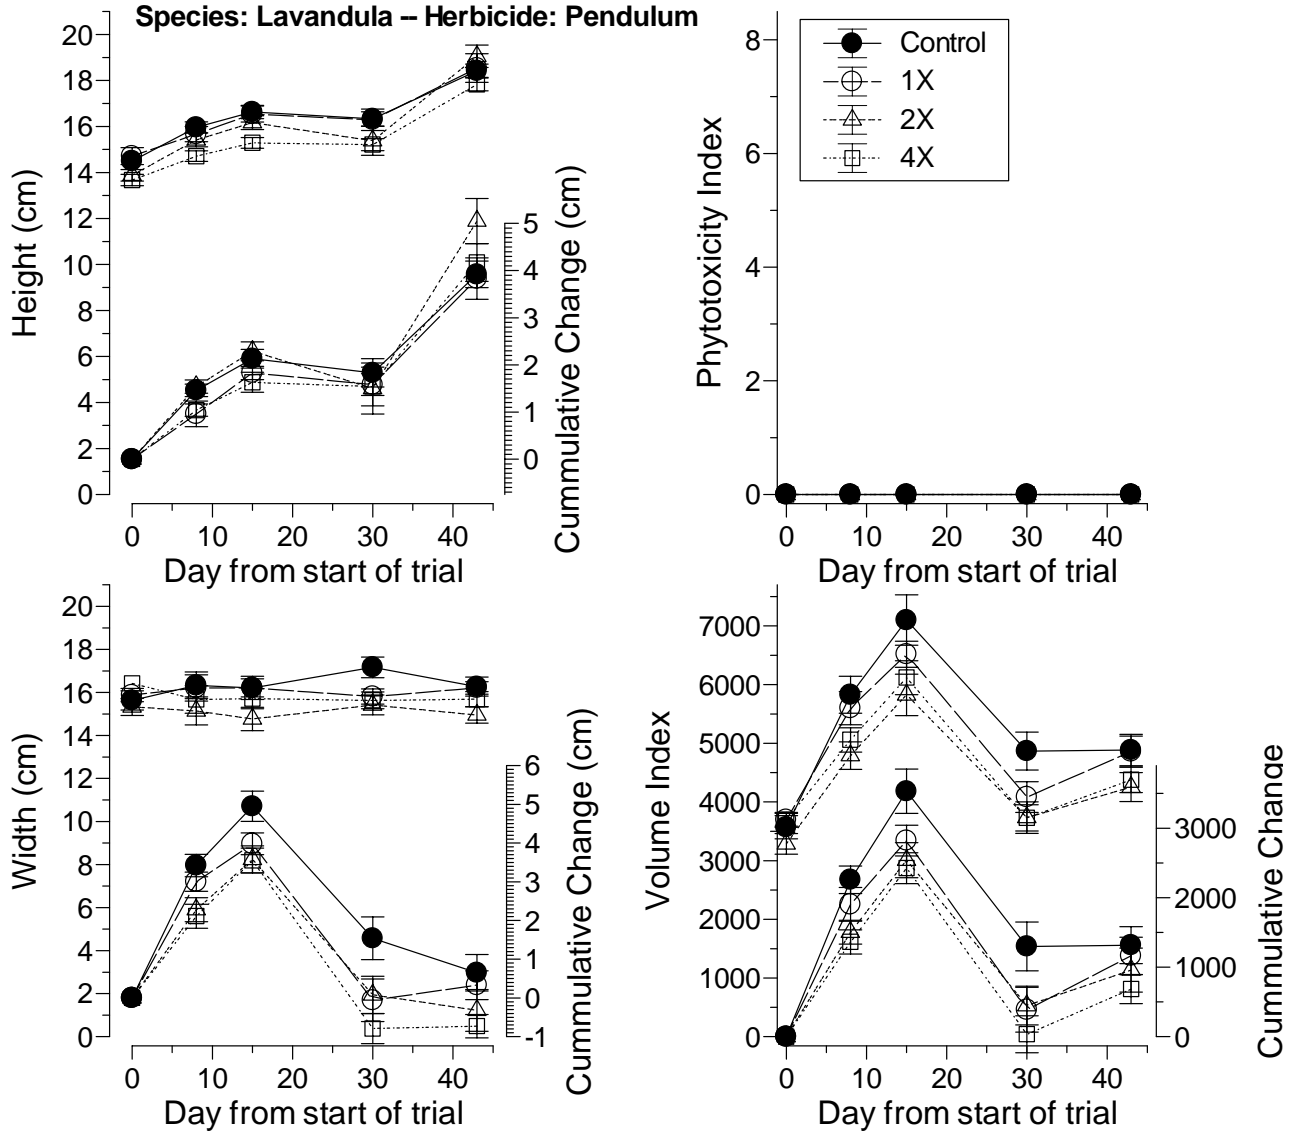 Species: Lavandula -- Herbicide: Pendulum
20
18
16
14
12
10
8
6
4
2
0
Height (cm)
5
4
3
2
1
0
Cummulative Change (cm)
0 10 20 30 40
Day from start of trial
8
6
4
2
0
Phytotoxicity Index
Control
1X
2X
4X
0 10 20 30 40
Day from start of trial
20
18
16
14
12
10
8
6
4
2
0
Width (cm)
6
5
4
3
2
1
0
-1
Cummulative Change (cm)
0 10 20 30 40
Day from start of trial
7000
6000
5000
4000
3000
2000
1000
0
Volume Index
3000
2000
1000
0
Cummulative Change
0 10 20 30 40
Day from start of trial